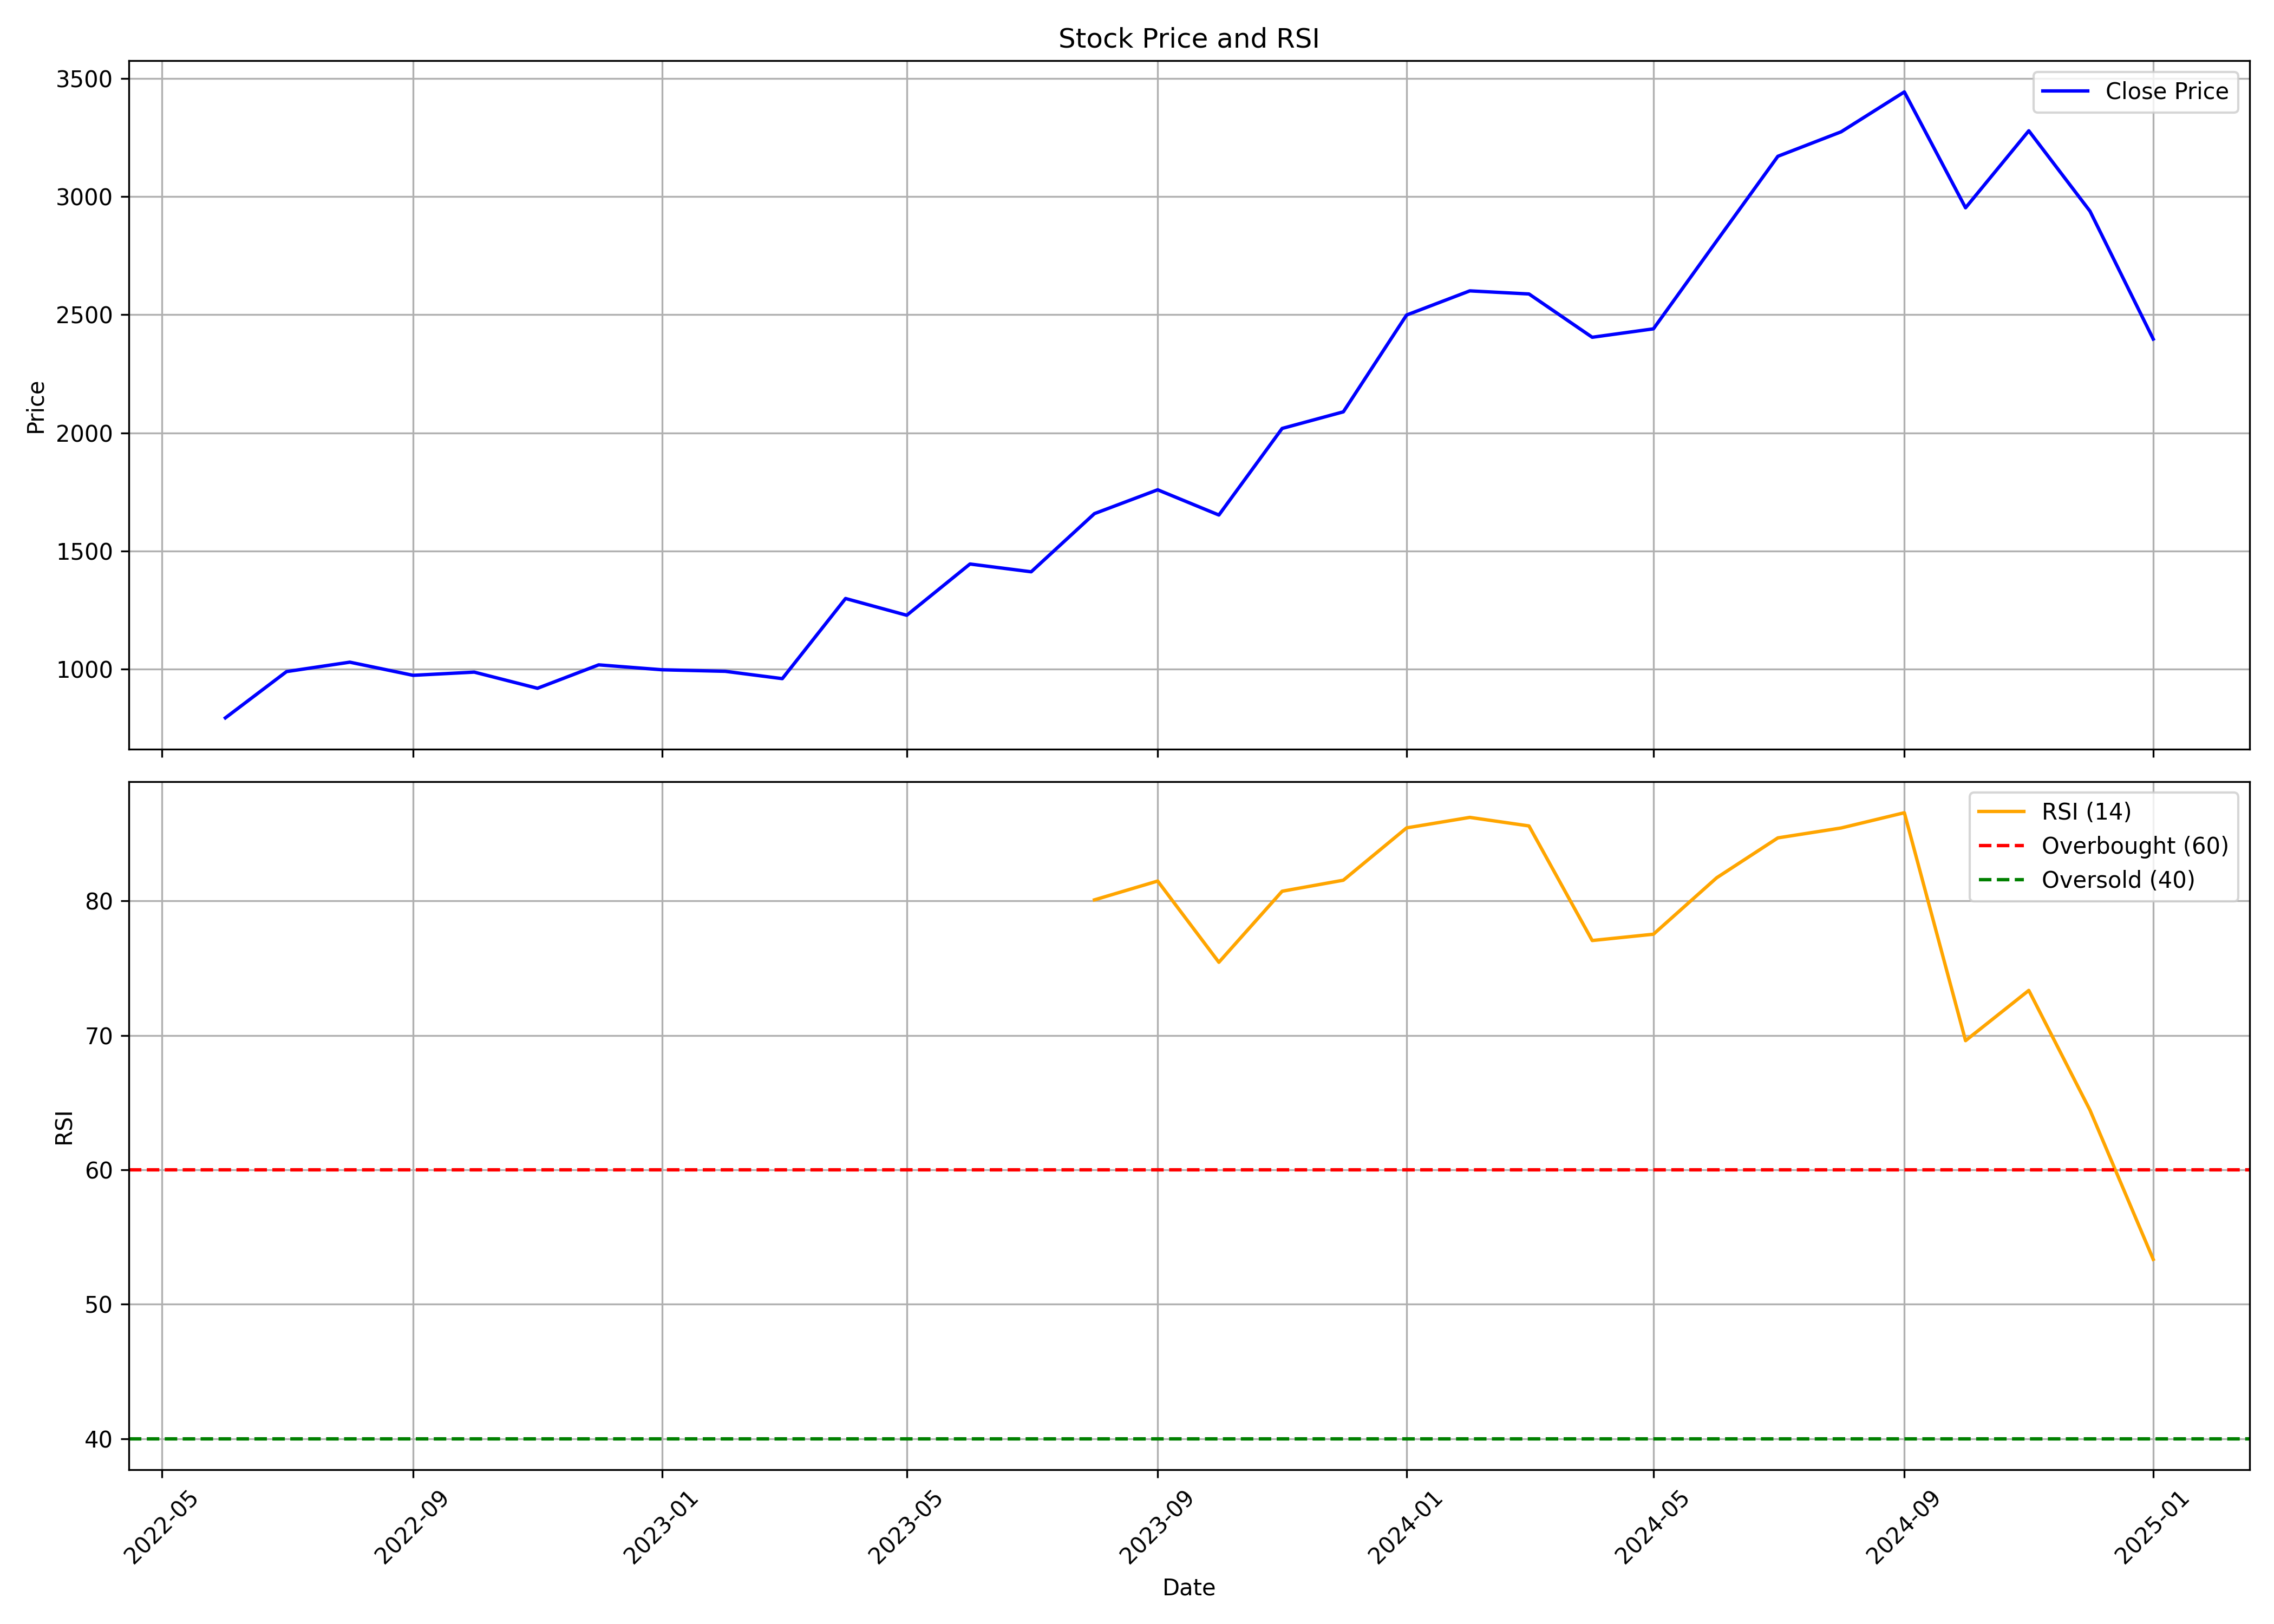 Stock Price and RSI
3500
3000
2500
2000
1500
1000
Price
Close Price
80
70
60
50
40
RSI
RSI (14)
Overbought (60)
Oversold (40)
2022-05
2022-09
2023-01
2023-05
2023-09
2024-01
2024-05
2024-09
2025-01
Date